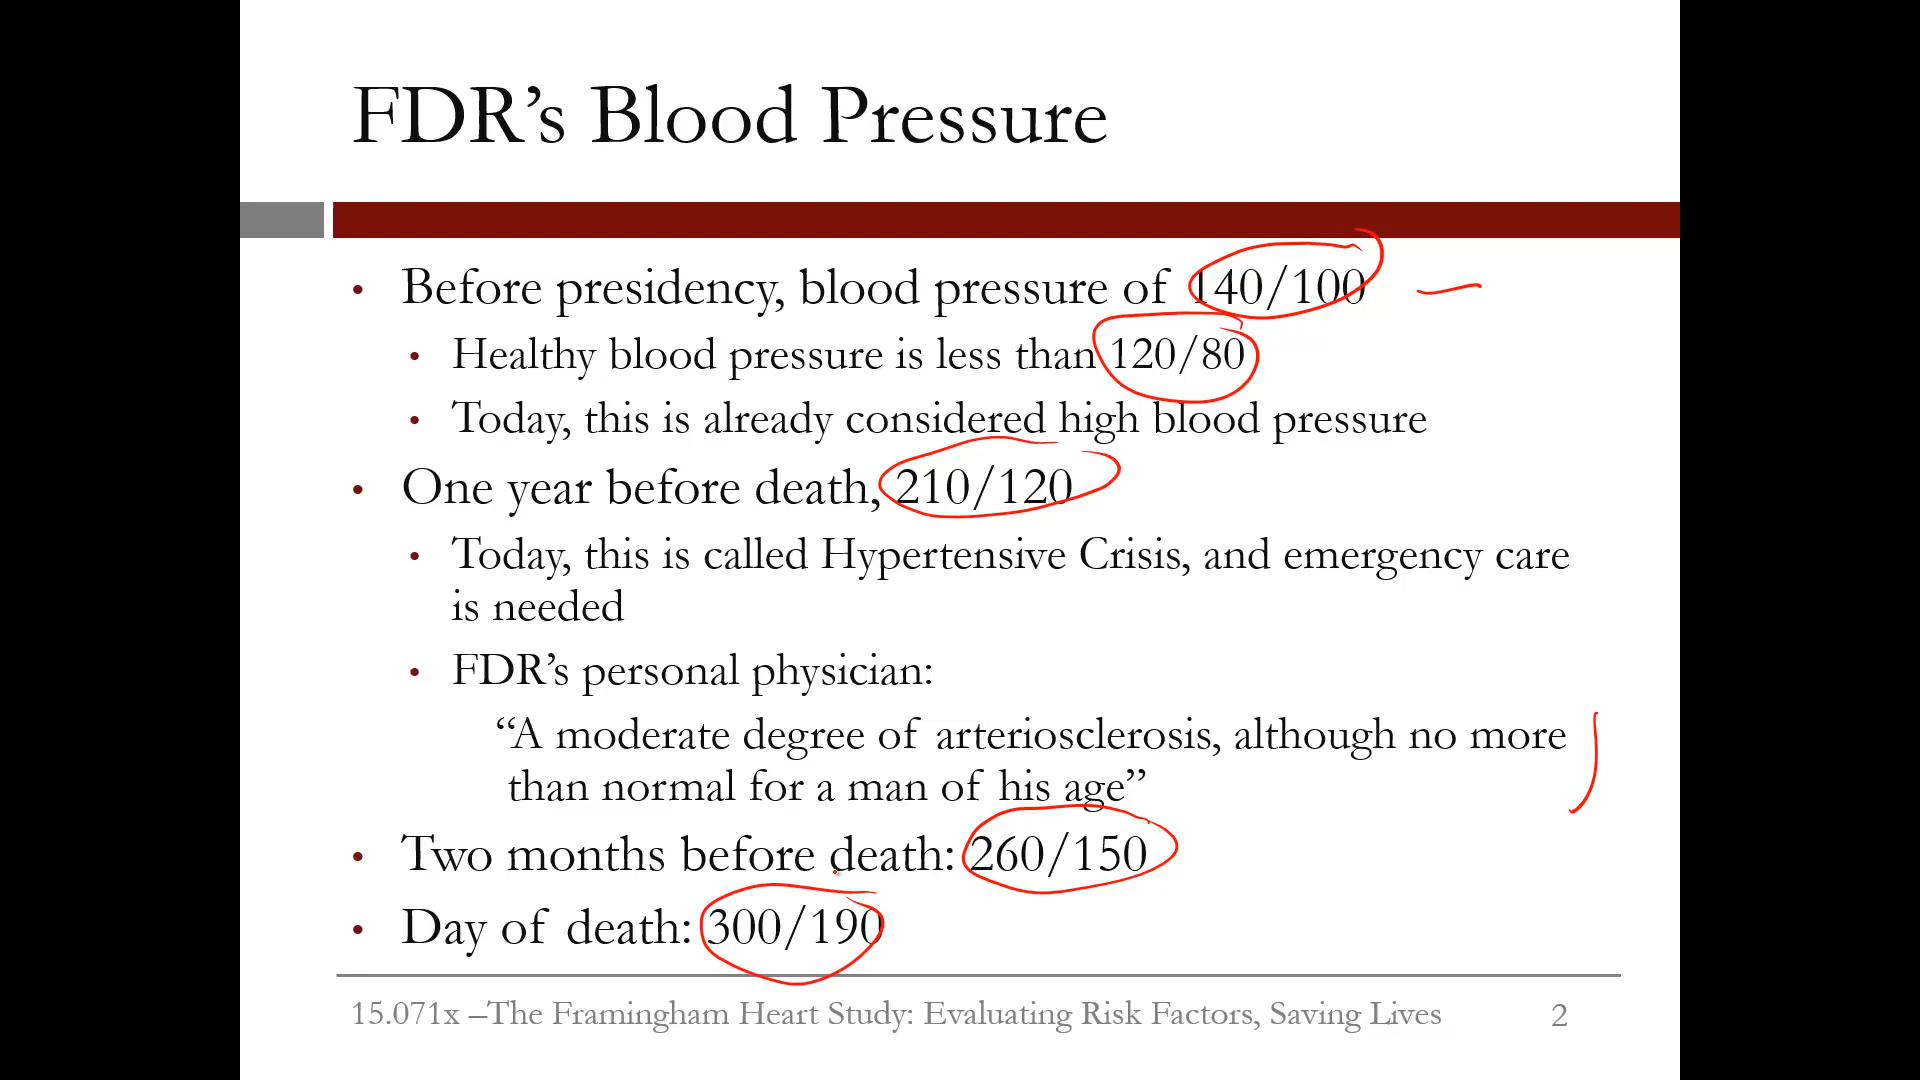 FDR’s Blood Pressure
• Before presidency, blood pressure of 140/100
• Healthy blood pressure is less than 120/80
• Today, this is already considered high blood pressure
• One year before death, 210/120
• Today, this is called Hypertensive Crisis, and emergency care
is needed
• FDR’s personal physician:
“A moderate degree of arteriosclerosis, although no more
than normal for a man of his age”
• Two months before death: 260/150
• Day of death: 300/190
15.071x –The Framingham Heart Study: Evaluating Risk Factors, Saving Lives 2